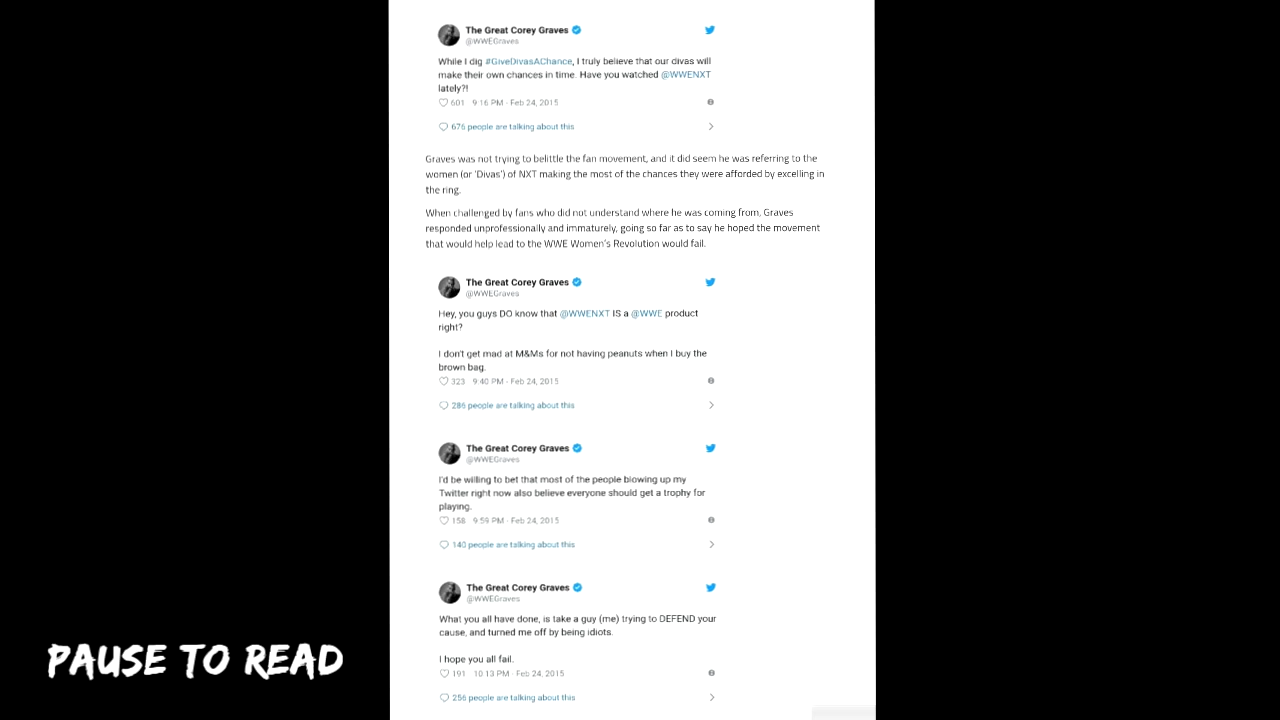 The Great Corey Graves
@WWEGraves
While I dig #GiveDivasAChance, I truly believe that our divas will
make their own chances in time. Have you watched @WWENXT
lately?!
601 9:16 PM - Feb 24, 2015
676 people are talking about this
Graves was not trying to belittle the fan movement, and it did seem he was referring to the
women (or 'Divas') of NXT making the most of the chances they were afforded by excelling in
the ring.
When challenged by fans who did not understand where he was coming from, Graves
responded unprofessionally and immaturely, going so far as to say he hoped the movement
that would help lead to the WWE Women's Revolution would fail.
The Great Corey Graves
@WWEGraves
Hey, you guys DO know that @WWENXT IS a @WWE product
right?
I don't get mad at M&Ms for not having peanuts when I buy the
brown bag.
323 9:40 PM - Feb 24, 2015
286 people are talking about this
The Great Corey Graves
@WWEGraves
I'd be willing to bet that most of the people blowing up my
Twitter right now also believe everyone should get a trophy for
playing.
158 9:59 PM - Feb 24, 2015
140 people are talking about this
The Great Corey Graves
@WWEGraves
What you all have done, is take a guy (me) trying to DEFEND your
cause, and turned me off by being idiots.
I hope you all fail.
191 10:13 PM - Feb 24, 2015
256 people are talking about this
PAUSE TO READ